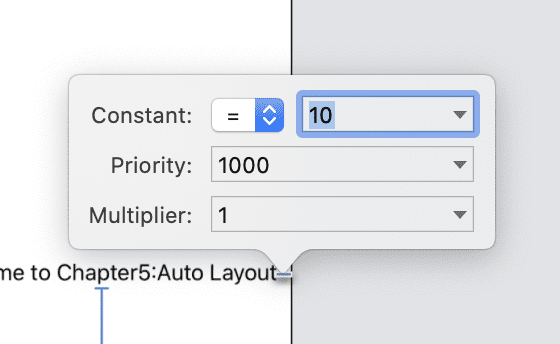 Constant: = 10
Priority: 1000
Multiplier: 1
me to Chapter5:Auto Layout